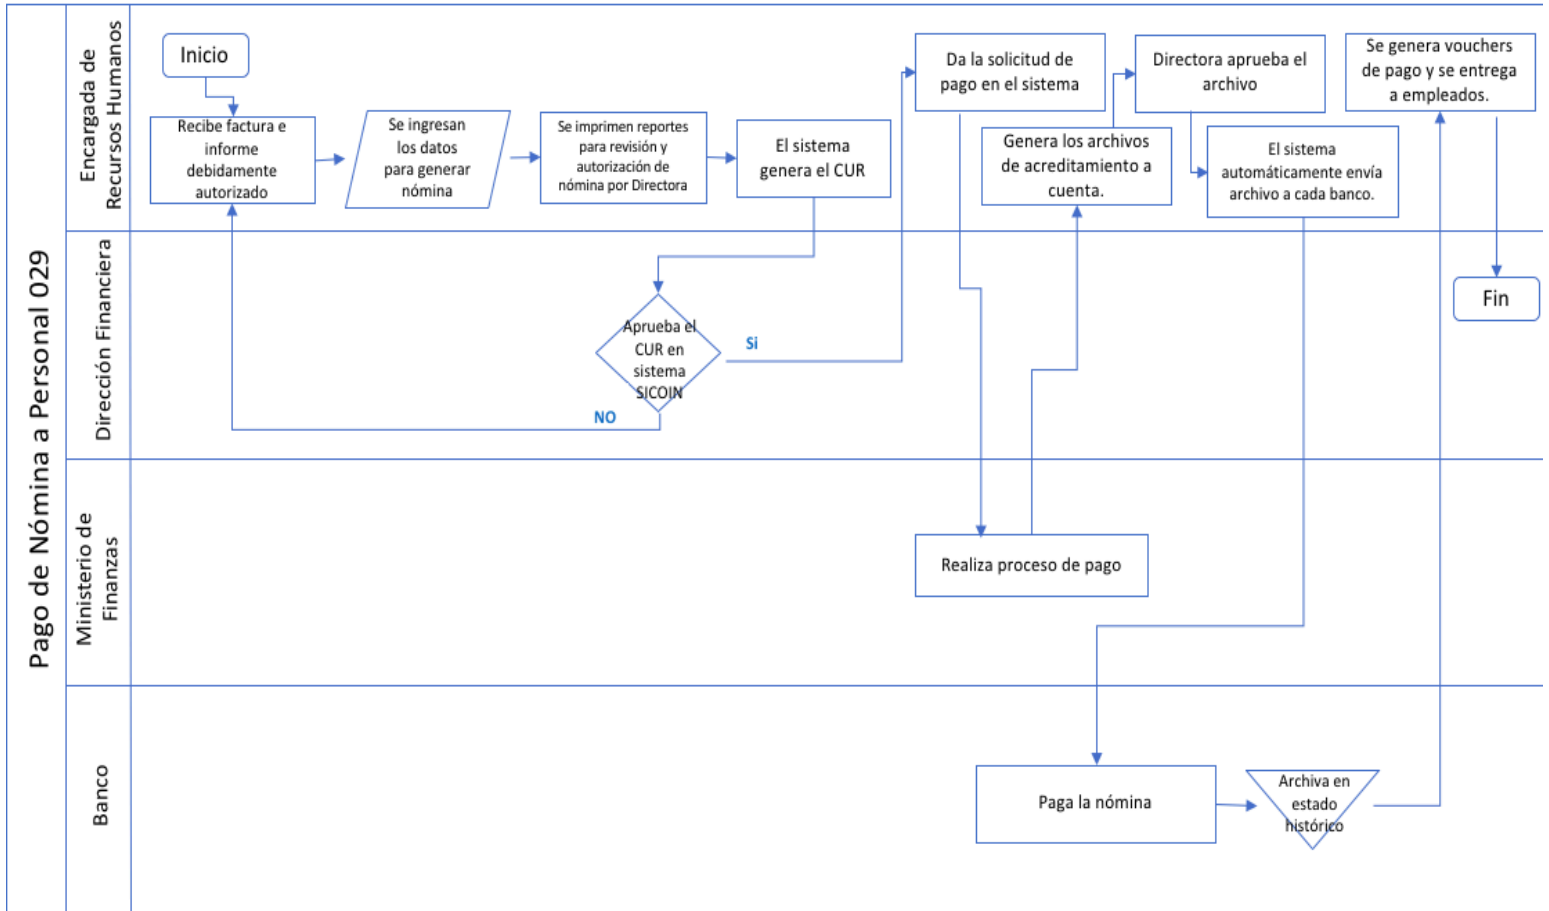 Pago de Nómina a Personal 029
Encargada de
Recursos Humanos
Inicio
Recibe factura e
informe
debidamente
autorizado
Se ingresan
los datos
para generar
nómina
Se imprimen reportes
para revisión y
autorización de
nómina por Directora
El sistema
genera el CUR
Da la solicitud de
pago en el sistema
Genera los archivos
de acreditamiento a
cuenta.
Directora aprueba el
archivo
El sistema
automáticamente envía
archivo a cada banco.
Se genera vouchers
de pago y se entrega
a empleados.
Dirección Financiera
Aprueba el
CUR en
sistema
SICOIN
Si
NO
Fin
Ministerio de
Finanzas
Realiza proceso de pago
Banco
Paga la nómina
Archiva en
estado
histórico